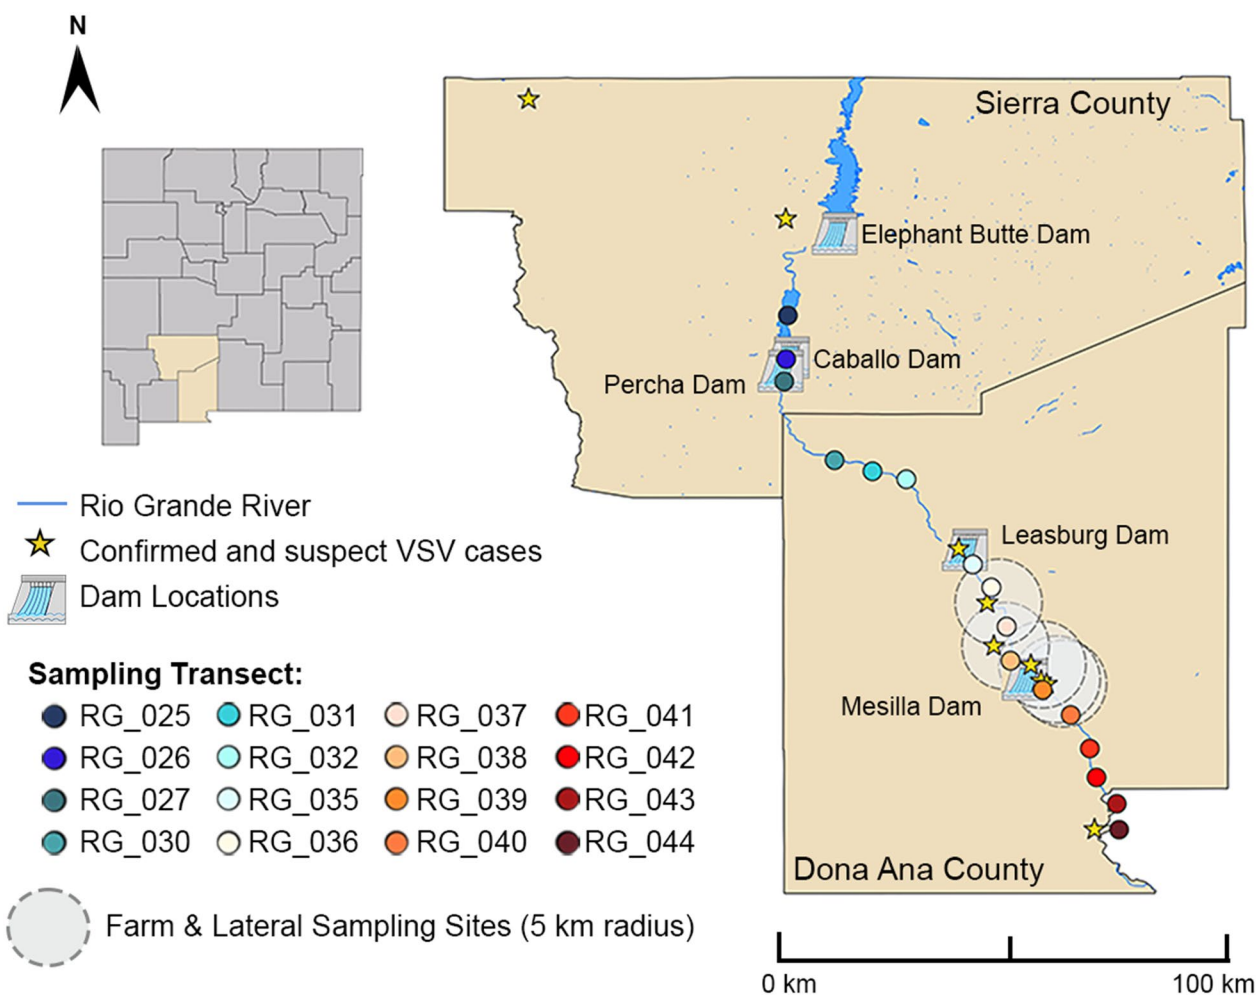 N
Sierra County
Elephant Butte Dam
Caballo Dam
Percha Dam
Leasburg Dam
Mesilla Dam
Dona Ana County
Rio Grande River
Confirmed and suspect VSV cases
Dam Locations
Sampling Transect:
RG_025 RG_031 RG_037 RG_041
RG_026 RG_032 RG_038 RG_042
RG_027 RG_035 RG_039 RG_043
RG_030 RG_036 RG_040 RG_044
Farm & Lateral Sampling Sites (5 km radius)
0 km 100 km